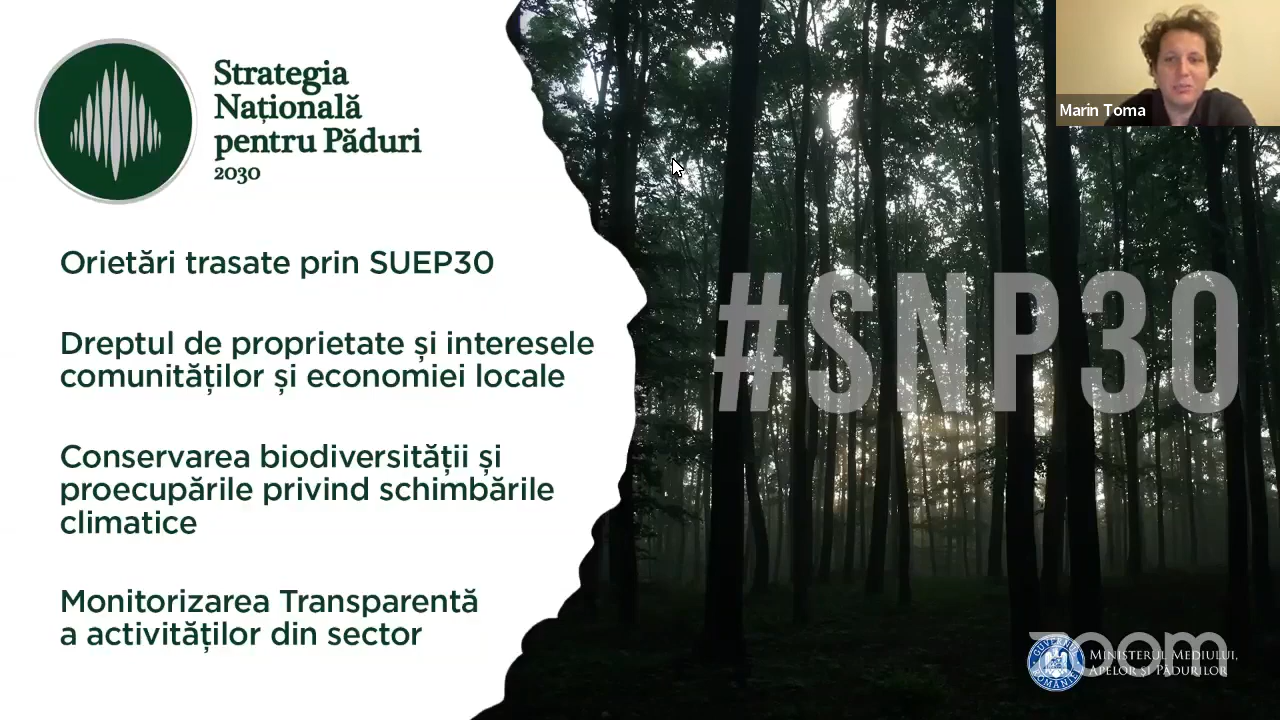 Strategia
Națională
pentru Păduri
2030
Marin Toma
Orietări trasate prin SUEP30
#SNP30
Dreptul de proprietate și interesele
comunităților și economiei locale
Conservarea biodiversității și
proecupările privind schimbările
climatice
Monitorizarea Transparentă
a activităților din sector
zoom
GUVERNUL ROMÂNIEI
MINISTERUL MEDIULUI,
APELOR ȘI PĂDURILOR